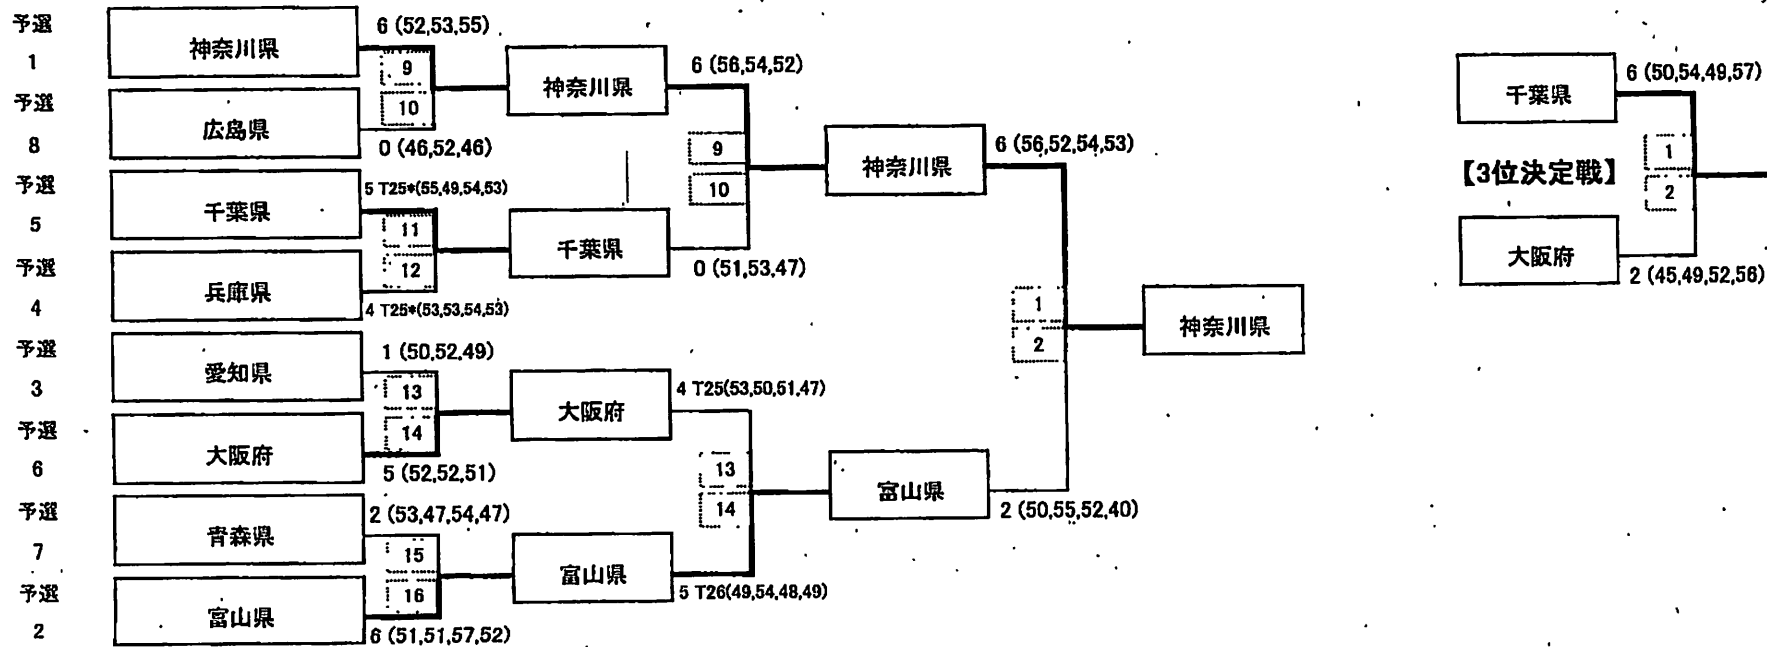 予選
1
神奈川県
6 (52,53,55)
9
10
予選
8
広島県
0 (46,52,46)
予選
5
千葉県
5 T25*(55,49,54,53)
11
12
予選
4
兵庫県
4 T25*(53,53,54,53)
予選
3
愛知県
1 (50,52,49)
13
14
予選
6
大阪府
5 (52,52,51)
予選
7
青森県
2 (53,47,54,47)
15
16
予選
2
富山県
6 (51,51,57,52)
神奈川県
6 (56,54,52)
9
10
千葉県
0 (51,53,47)
大阪府
4 T25(53,50,51,47)
13
14
富山県
5 T26(49,54,48,49)
神奈川県
6 (56,52,54,53)
1
2
富山県
2 (50,55,52,40)
神奈川県
千葉県
6 (50,54,49,57)
【3位決定戦】
1
2
大阪府
2 (45,49,52,56)